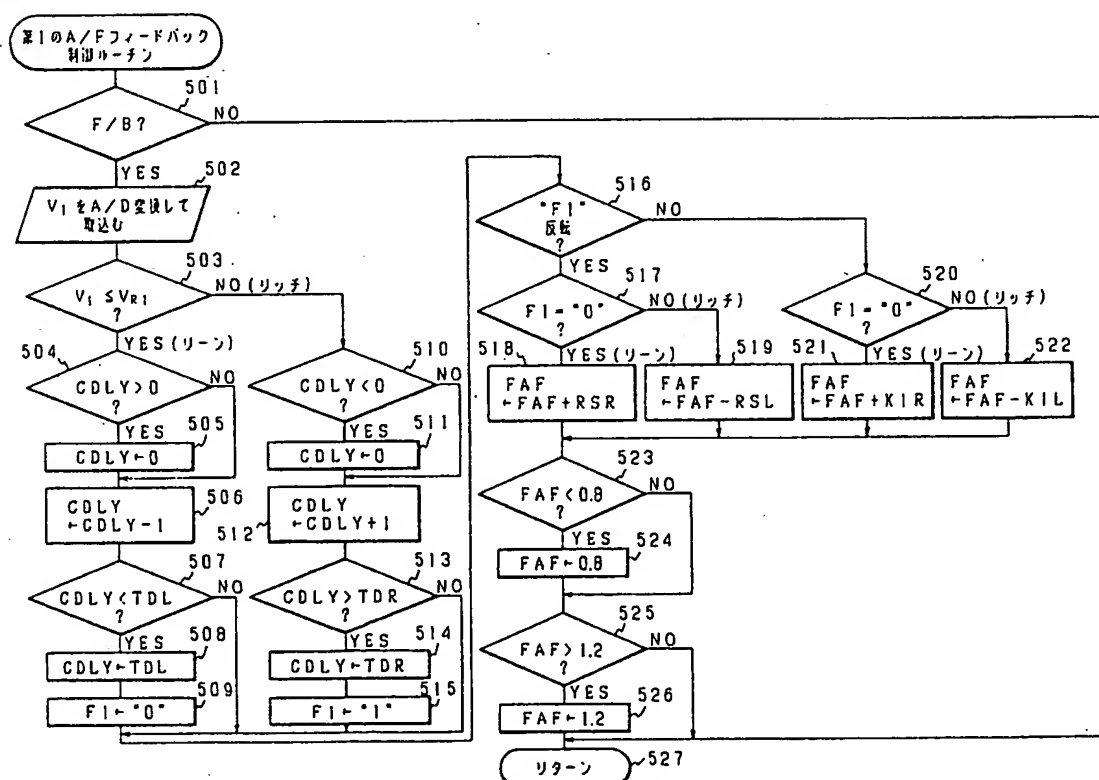 第1のA/Fフィードバック
制御ルーチン
501
F/B?
NO
YES
502
V1をA/D変換して
取込む
503
V1≦VR1
?
NO(リッチ)
YES(リーン)
504
CDLY>0
?
NO
YES
505
CDLY←0
506
CDLY
←CDLY-1
507
CDLY<TDL
?
NO
YES
508
CDLY←TDL
509
F1←"0"
510
CDLY<0
?
NO
YES
511
CDLY←0
512
CDLY
←CDLY+1
513
CDLY>TDR
?
NO
YES
514
CDLY←TDR
515
F1←"1"
516
"F1"
反転
?
NO
YES
517
F1="0"
?
NO(リッチ)
YES(リーン)
518
FAF
←FAF+RSR
519
FAF
←FAF-RSL
520
F1="0"
?
NO(リッチ)
YES(リーン)
521
FAF
←FAF+KIR
522
FAF
←FAF-KIL
523
FAF<0.8
?
NO
YES
524
FAF←0.8
525
FAF>1.2
?
NO
YES
526
FAF←1.2
リターン
527